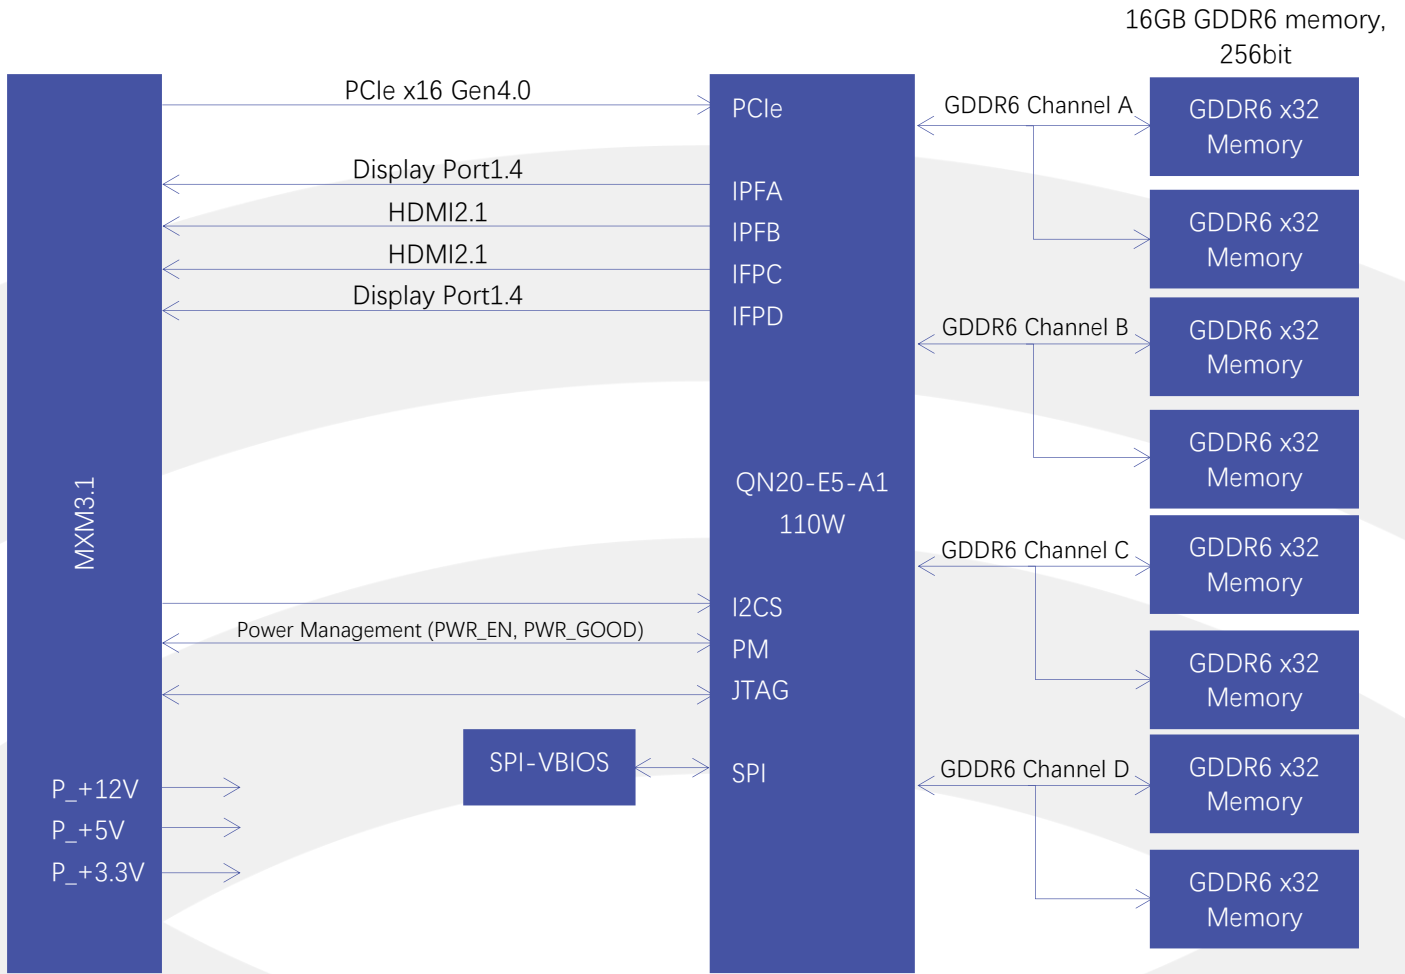 16GB GDDR6 memory,
256bit
MXM3.1
P_+12V
P_+5V
P_+3.3V
PCIe x16 Gen4.0
Display Port1.4
HDMI2.1
HDMI2.1
Display Port1.4
Power Management (PWR_EN, PWR_GOOD)
SPI-VBIOS
PCIe
IPFA
IPFB
IFPC
IFPD
QN20-E5-A1
110W
I2CS
PM
JTAG
SPI
GDDR6 Channel A
GDDR6 Channel B
GDDR6 Channel C
GDDR6 Channel D
GDDR6 x32
Memory
GDDR6 x32
Memory
GDDR6 x32
Memory
GDDR6 x32
Memory
GDDR6 x32
Memory
GDDR6 x32
Memory
GDDR6 x32
Memory
GDDR6 x32
Memory